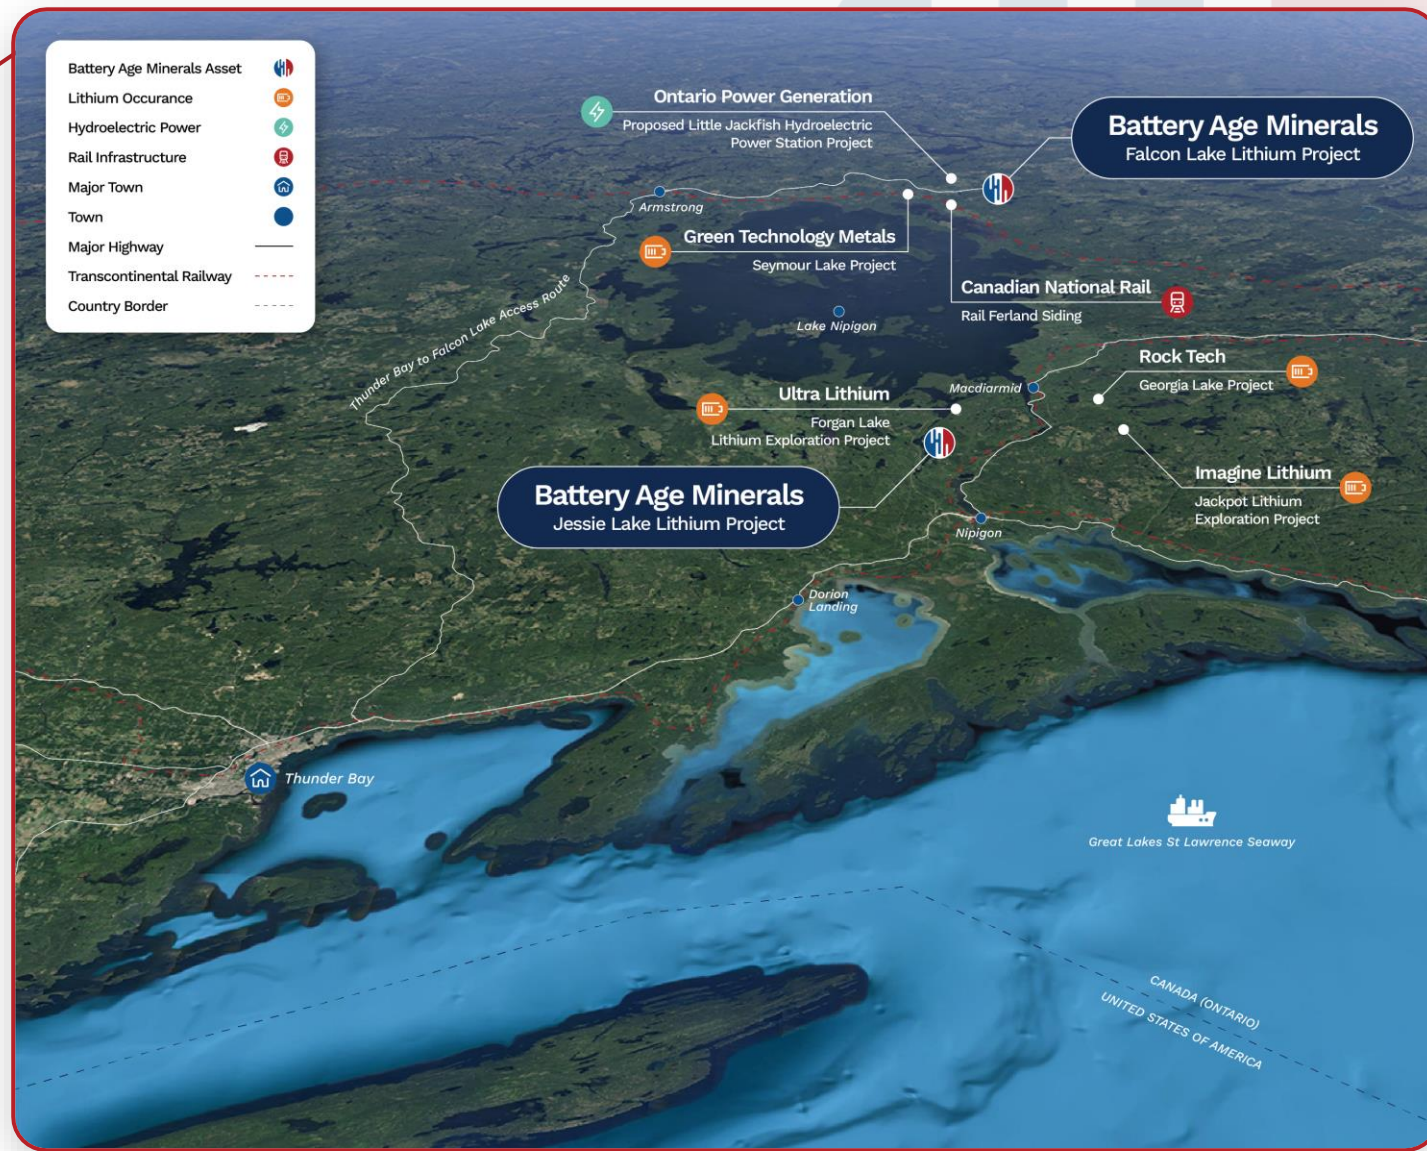 Battery Age Minerals Asset
Lithium Occurance
Hydroelectric Power
Rail Infrastructure
Major Town
Town
Major Highway
Transcontinental Railway
Country Border
Ontario Power Generation
Proposed Little Jackfish Hydroelectric
Power Station Project
Battery Age Minerals
Falcon Lake Lithium Project
Armstrong
Green Technology Metals
Seymour Lake Project
Canadian National Rail
Rail Ferland Siding
Lake Nipigon
Thunder Bay to Falcon Lake Access Route
Rock Tech
Georgia Lake Project
Macdiarmid
Ultra Lithium
Forgan Lake
Lithium Exploration Project
Imagine Lithium
Jackpot Lithium
Exploration Project
Battery Age Minerals
Jessie Lake Lithium Project
Nipigon
Dorion
Landing
Thunder Bay
Great Lakes St Lawrence Seaway
CANADA (ONTARIO)
UNITED STATES OF AMERICA